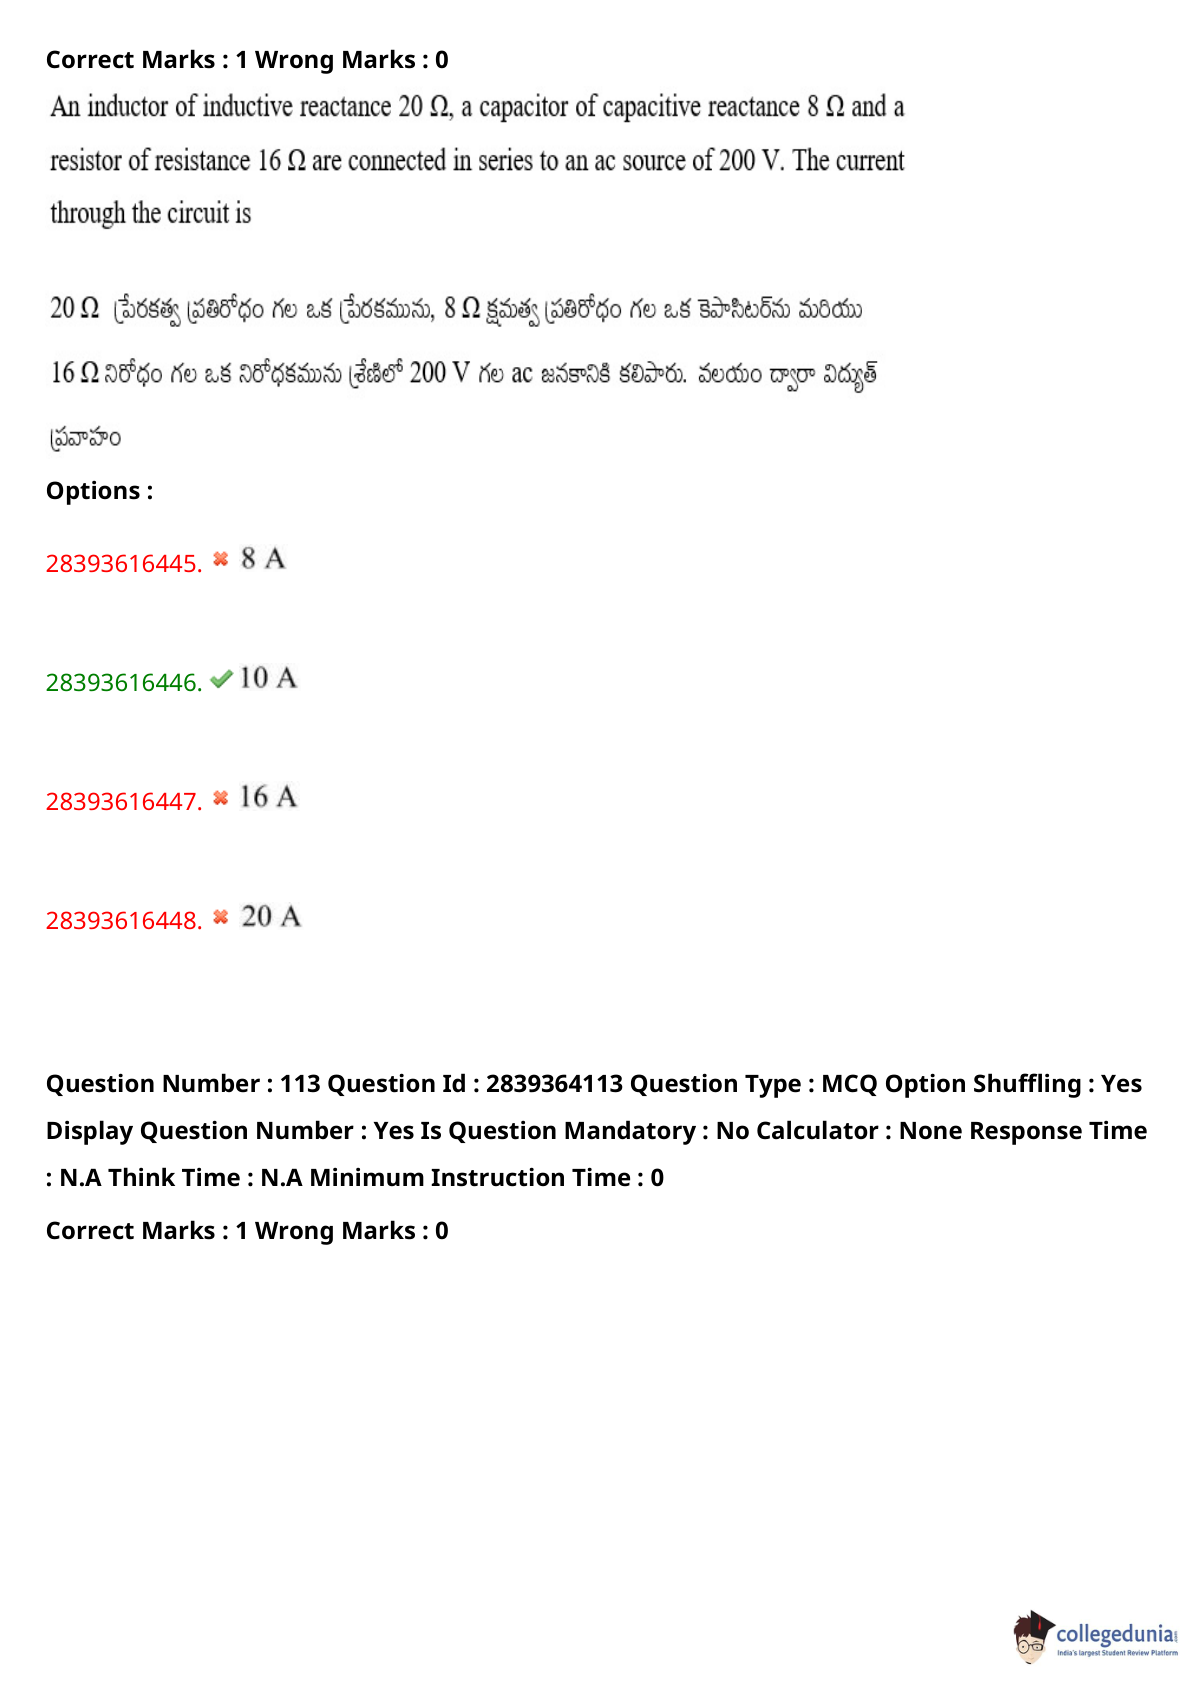 Correct Marks : 1 Wrong Marks : 0
An inductor of inductive reactance 20 Ω, a capacitor of capacitive reactance 8 Ω and a
resistor of resistance 16 Ω are connected in series to an ac source of 200 V. The current
through the circuit is
20 Ω ప్రేరకత్వ ప్రతిరోధం గల ఒక ప్రేరకమును, 8 Ω క్షమత్వ ప్రతిరోధం గల ఒక కెపాసిటర్‌ను మరియు
16 Ω నిరోధం గల ఒక నిరోధకమును శ్రేణిలో 200 V గల ac జనకానికి కలిపారు. వలయం ద్వారా విద్యుత్
ప్రవాహం
Options :
28393616445. 8 A
28393616446. 10 A
28393616447. 16 A
28393616448. 20 A
Question Number : 113 Question Id : 2839364113 Question Type : MCQ Option Shuffling : Yes
Display Question Number : Yes Is Question Mandatory : No Calculator : None Response Time
: N.A Think Time : N.A Minimum Instruction Time : 0
Correct Marks : 1 Wrong Marks : 0
collegedunia
India's largest Student Review Platform